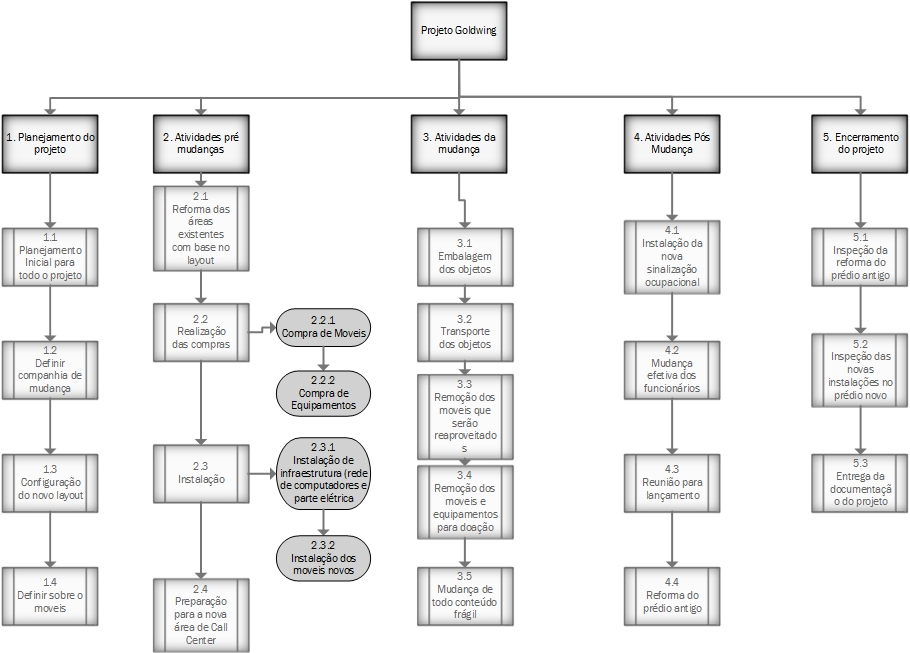 Projeto Goldwing
1. Planejamento do
projeto
1.1
Planejamento
Inicial para
todo o projeto
1.2
Definir
companhia de
mudança
1.3
Configuração
do novo layout
1.4
Definir sobre o
moveis
2. Atividades pré
mudanças
2.1
Reforma das
áreas
existentes
com base no
layout
2.2
Realização
das compras
2.2.1
Compra de Moveis
2.2.2
Compra de
Equipamentos
2.3
Instalação
2.3.1
Instalação de
infraestrutura (rede
de computadores e
parte elétrica
2.3.2
Instalação dos
moveis novos
2.4
Preparação
para a nova
área de Call
Center
3. Atividades da
mudança
3.1
Embalagem
dos objetos
3.2
Transporte
dos objetos
3.3
Remoção dos
moveis que
serão
reaproveitado
s
3.4
Remoção dos
moveis e
equipamentos
para doação
3.5
Mudança de
todo conteúdo
frágil
4. Atividades Pós
Mudança
4.1
Instalação da
nova
sinalização
ocupacional
4.2
Mudança
efetiva dos
funcionários
4.3
Reunião para
lançamento
4.4
Reforma do
prédio antigo
5. Encerramento
do projeto
5.1
Inspeção da
reforma do
prédio antigo
5.2
Inspeção das
novas
instalações no
prédio novo
5.3
Entrega da
documentaçã
o do projeto